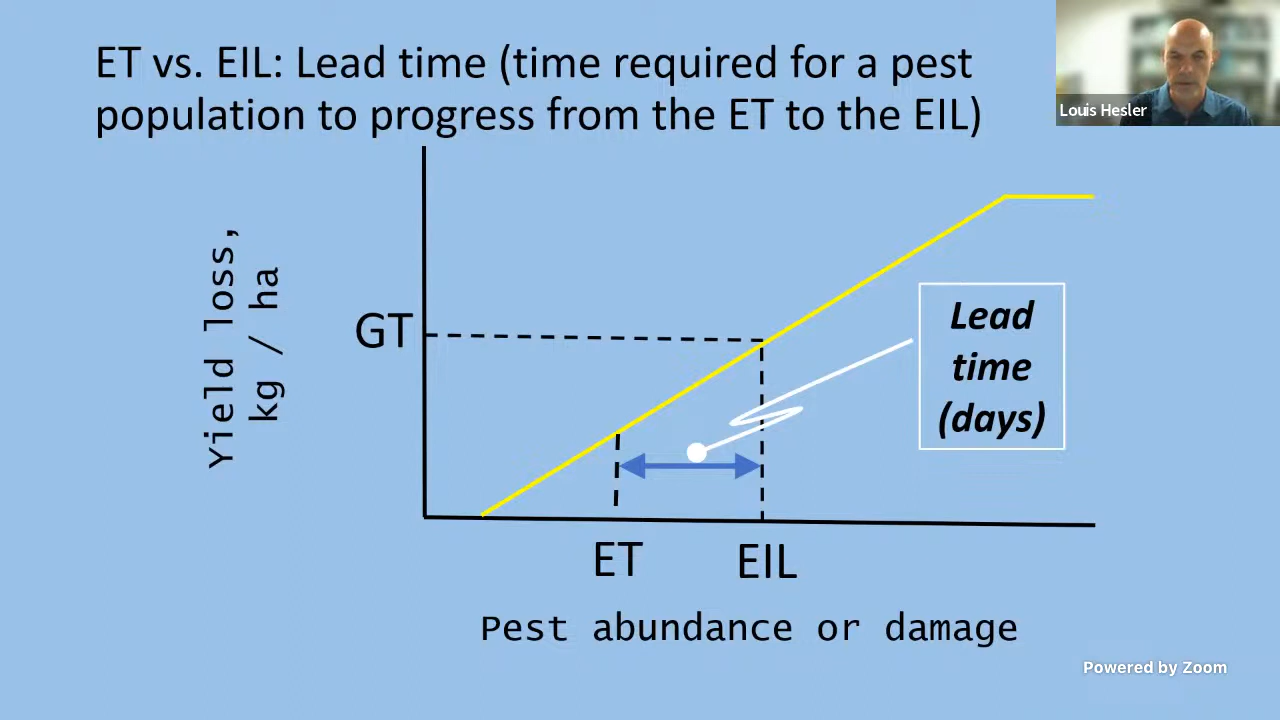 ET vs. EIL: Lead time (time required for a pest
population to progress from the ET to the EIL)
Louis Hesler
Yield loss,
kg / ha
GT
Lead
time
(days)
ET
EIL
Pest abundance or damage
Powered by Zoom